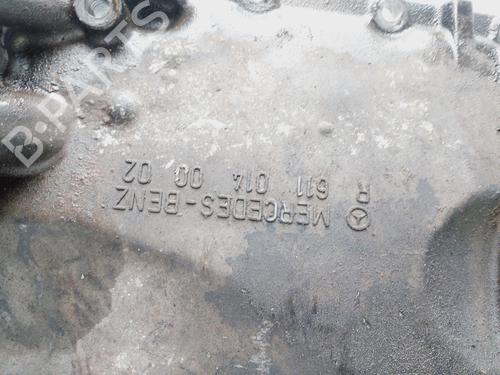 MERCEDES-BENZ
R 611 014 00 02
B-PARTS